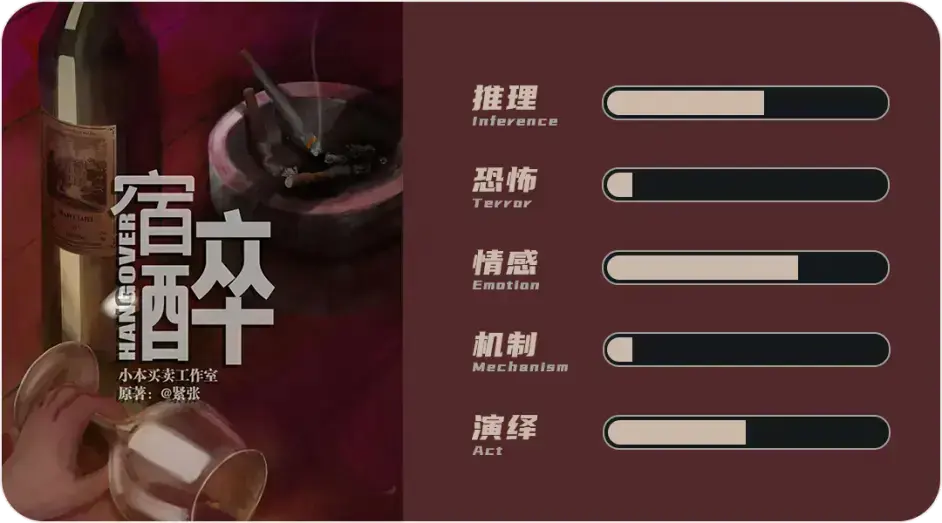 宿醉
HANGOVER
小本买卖工作室
原著：@紧张
推理
Inference
恐怖
Terror
情感
Emotion
机制
Mechanism
演绎
Act